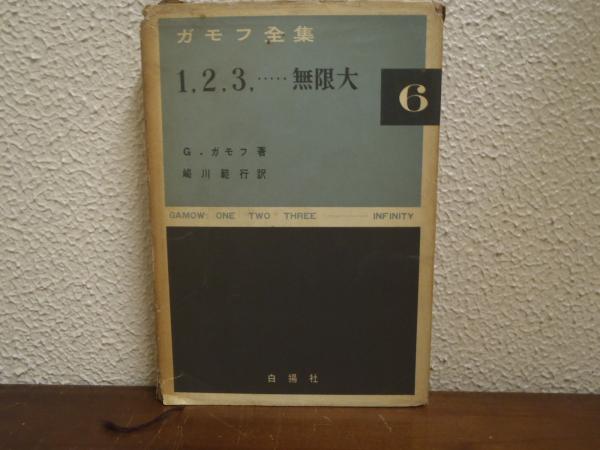 ガモフ全集
1,2,3,‥‥‥無限大
6
G・ガモフ著
崎川範行訳
GAMOW: ONE TWO THREE ——— INFINITY
白揚社